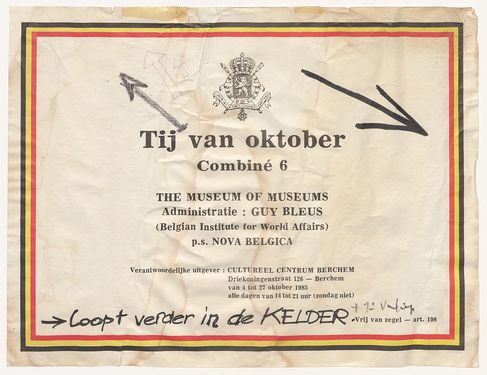 Tij van oktober
Combiné 6
THE MUSEUM OF MUSEUMS
Administratie : GUY BLEUS
(Belgian Institute for World Affairs)
p.s. NOVA BELGICA
Verantwoordelijke uitgever : CULTUREEL CENTRUM BERCHEM
Driekoningenstraat 126 — Berchem
van 4 tot 27 oktober 1985
alle dagen van 14 tot 21 uur (zondag niet)
→ Loopt verder in de KELDER.
Vrij van zegel — art. 198